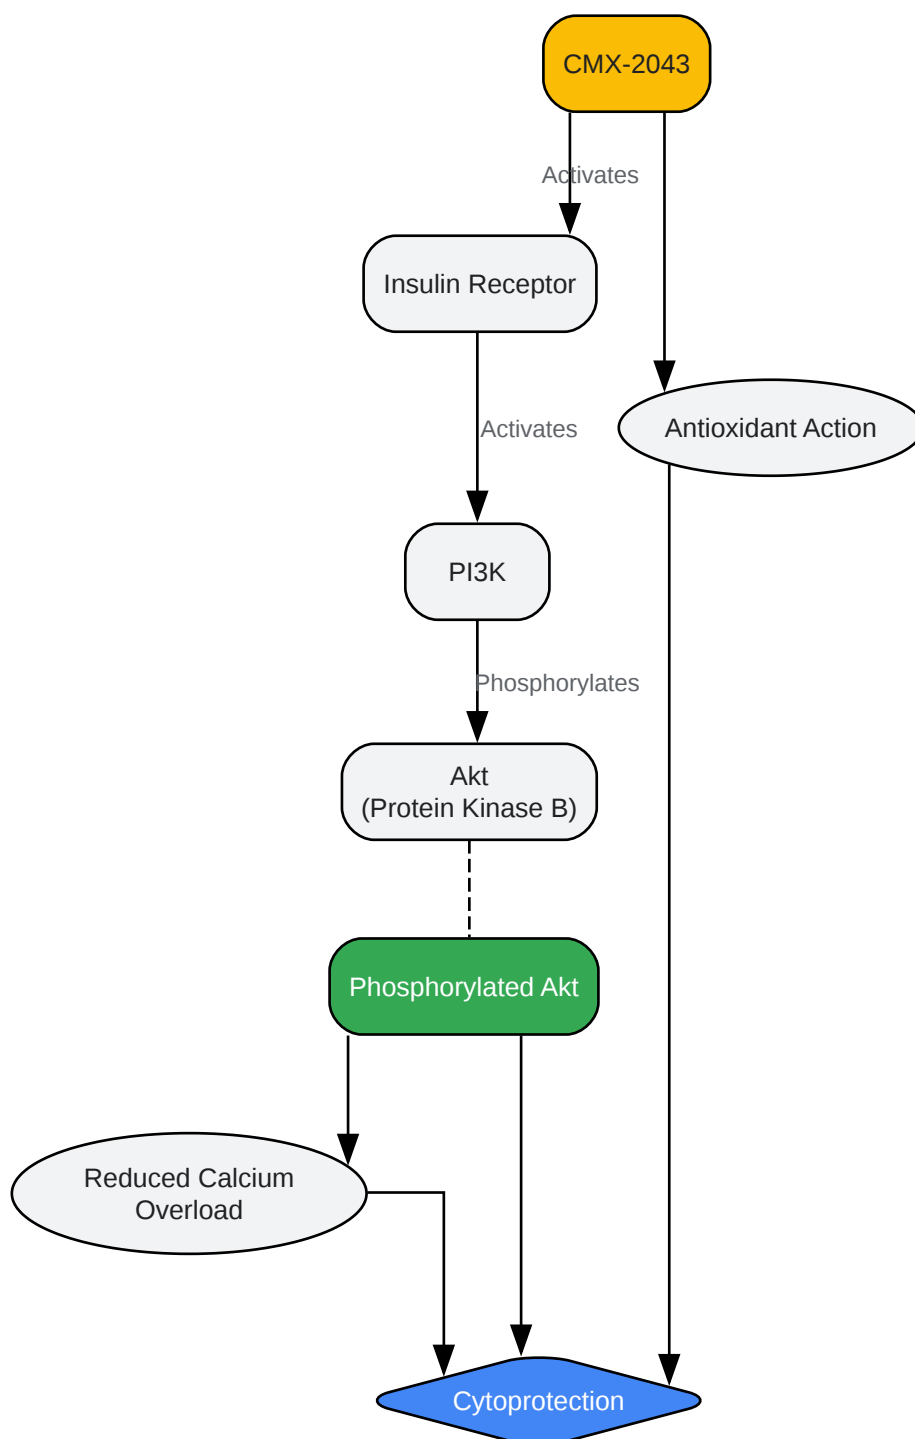 CMX-2043
Activates
Insulin Receptor
Activates
Antioxidant Action
PI3K
Phosphorylates
Akt
(Protein Kinase B)
Phosphorylated Akt
Reduced Calcium
Overload
Cytoprotection